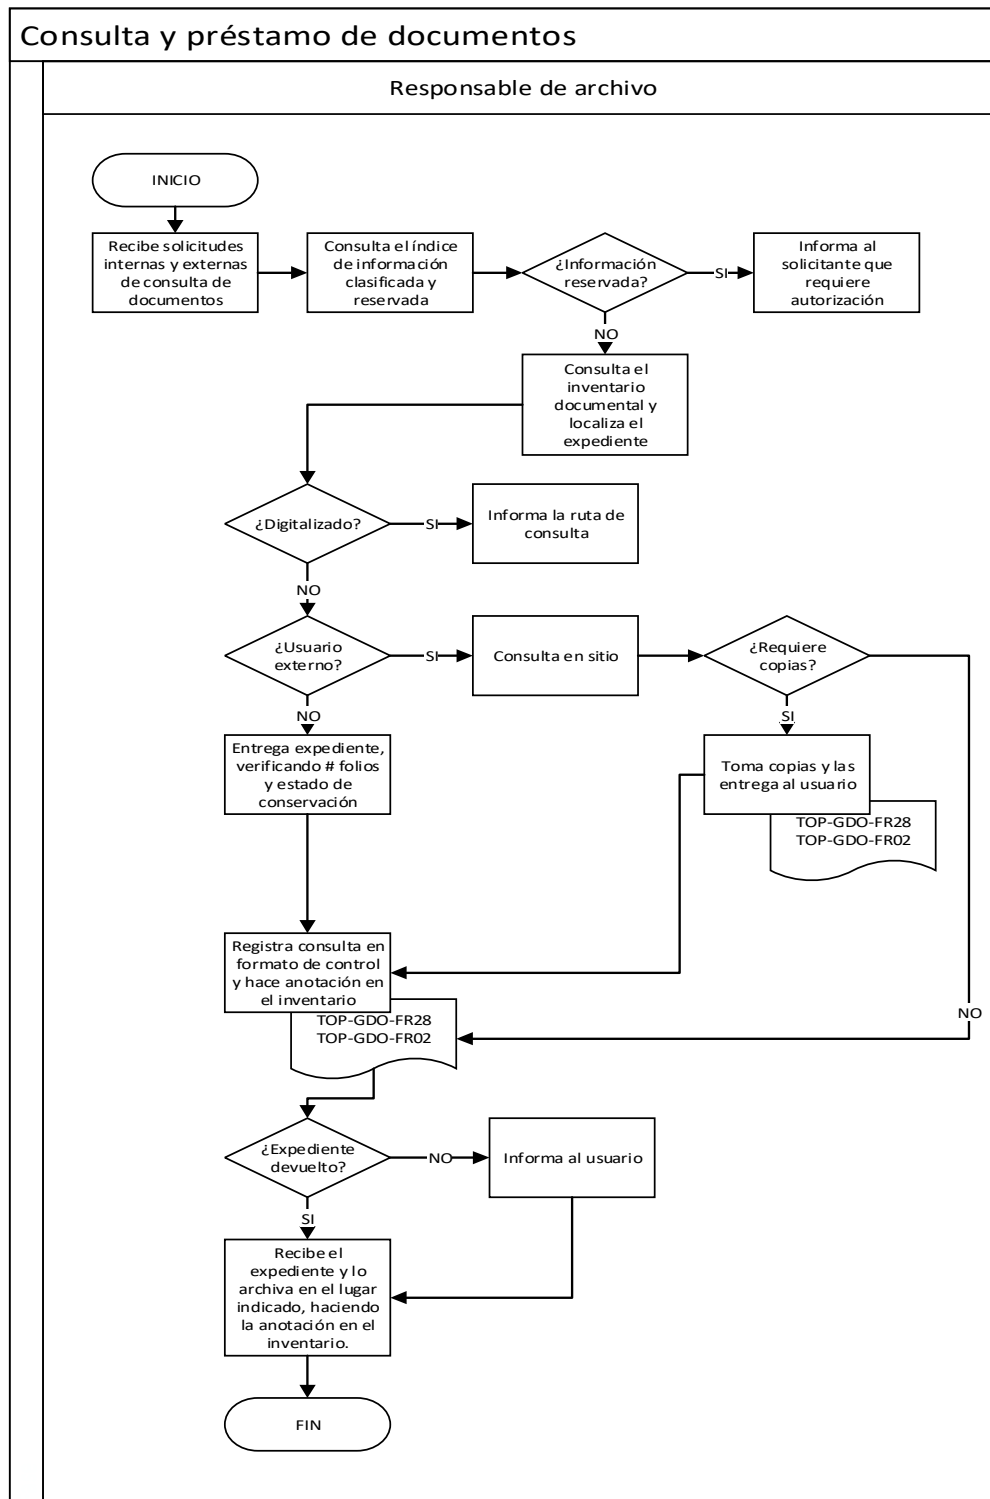 Consulta y préstamo de documentos
Responsable de archivo
INICIO
Recibe solicitudes
internas y externas
de consulta de
documentos
Consulta el índice
de información
clasificada y
reservada
¿Información
reservada?
SI
Informa al
solicitante que
requiere
autorización
NO
Consulta el
inventario
documental y
localiza el
expediente
¿Digitalizado?
SI
Informa la ruta de
consulta
NO
¿Usuario
externo?
SI
Consulta en sitio
¿Requiere
copias?
NO
SI
Entrega expediente,
verificando # folios
y estado de
conservación
Toma copias y las
entrega al usuario
TOP-GDO-FR28
TOP-GDO-FR02
Registra consulta en
formato de control
y hace anotación en
el inventario
TOP-GDO-FR28
TOP-GDO-FR02
NO
¿Expediente
devuelto?
NO
Informa al usuario
SI
Recibe el
expediente y lo
archiva en el lugar
indicado, haciendo
la anotación en el
inventario.
FIN